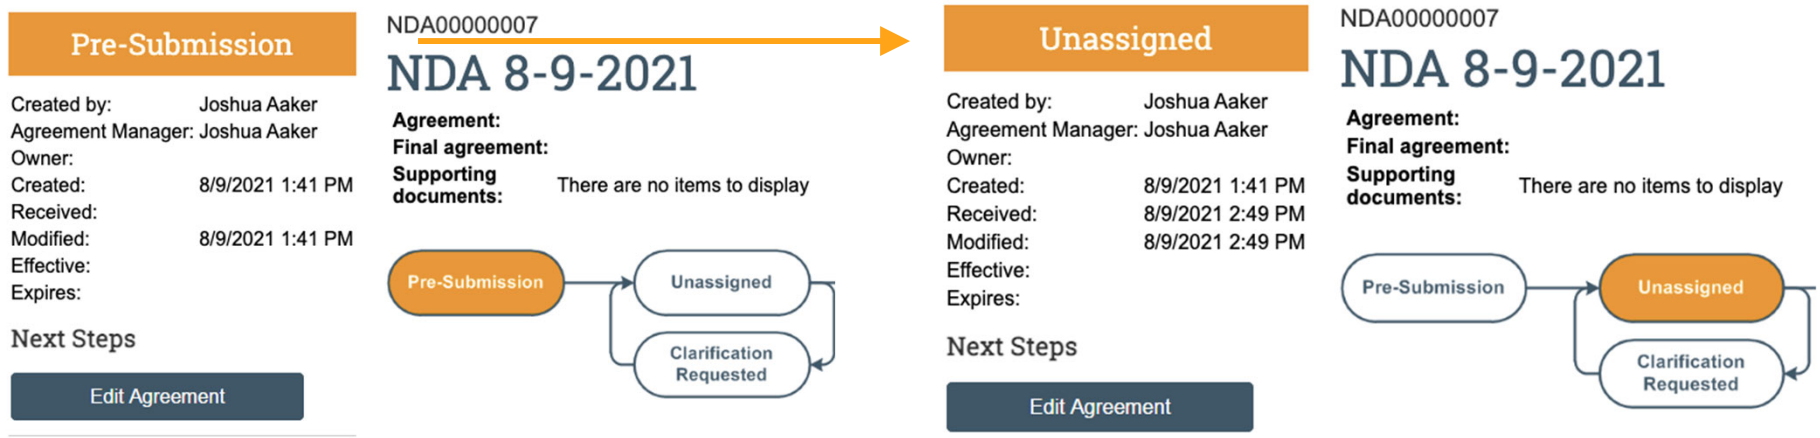 Pre-Submission
Created by: Joshua Aaker
Agreement Manager: Joshua Aaker
Owner:
Created: 8/9/2021 1:41 PM
Received:
Modified: 8/9/2021 1:41 PM
Effective:
Expires:
Next Steps
Edit Agreement
NDA00000007
NDA 8-9-2021
Agreement:
Final agreement:
Supporting
documents: There are no items to display
Pre-Submission
Unassigned
Clarification
Requested
Unassigned
Created by: Joshua Aaker
Agreement Manager: Joshua Aaker
Owner:
Created: 8/9/2021 1:41 PM
Received: 8/9/2021 2:49 PM
Modified: 8/9/2021 2:49 PM
Effective:
Expires:
Next Steps
Edit Agreement
NDA00000007
NDA 8-9-2021
Agreement:
Final agreement:
Supporting
documents: There are no items to display
Pre-Submission
Unassigned
Clarification
Requested